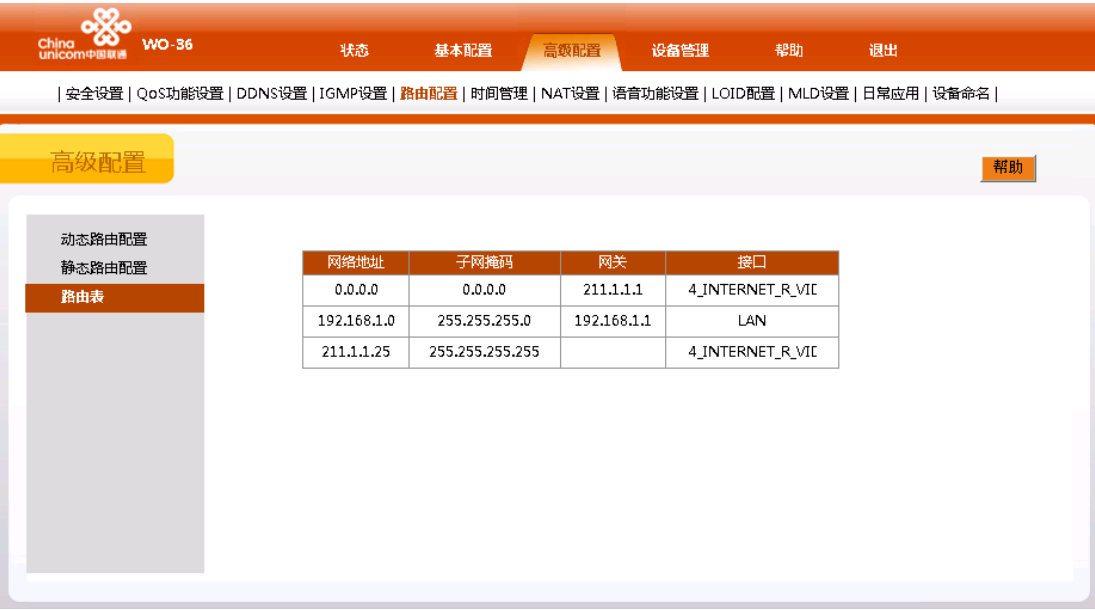 China
unicom中国联通
WO-36
状态 基本配置 高级配置 设备管理 帮助 退出
| 安全设置 | QoS功能设置 | DDNS设置 | IGMP设置 | 路由配置 | 时间管理 | NAT设置 | 语音功能设置 | LOID配置 | MLD设置 | 日常应用 | 设备命名 |
高级配置
帮助
动态路由配置
静态路由配置
路由表
网络地址 子网掩码 网关 接口
0.0.0.0 0.0.0.0 211.1.1.1 4_INTERNET_R_VI
192.168.1.0 255.255.255.0 192.168.1.1 LAN
211.1.1.25 255.255.255.255 4_INTERNET_R_VI